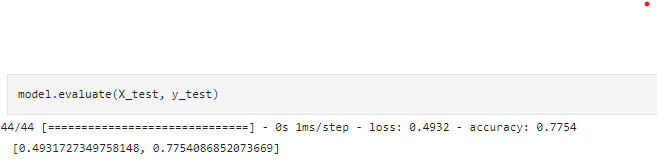 model.evaluate(X_test, y_test)
44/44 [==============================] - 0s 1ms/step - loss: 0.4932 - accuracy: 0.7754
[0.4931727349758148, 0.7754086852073669]